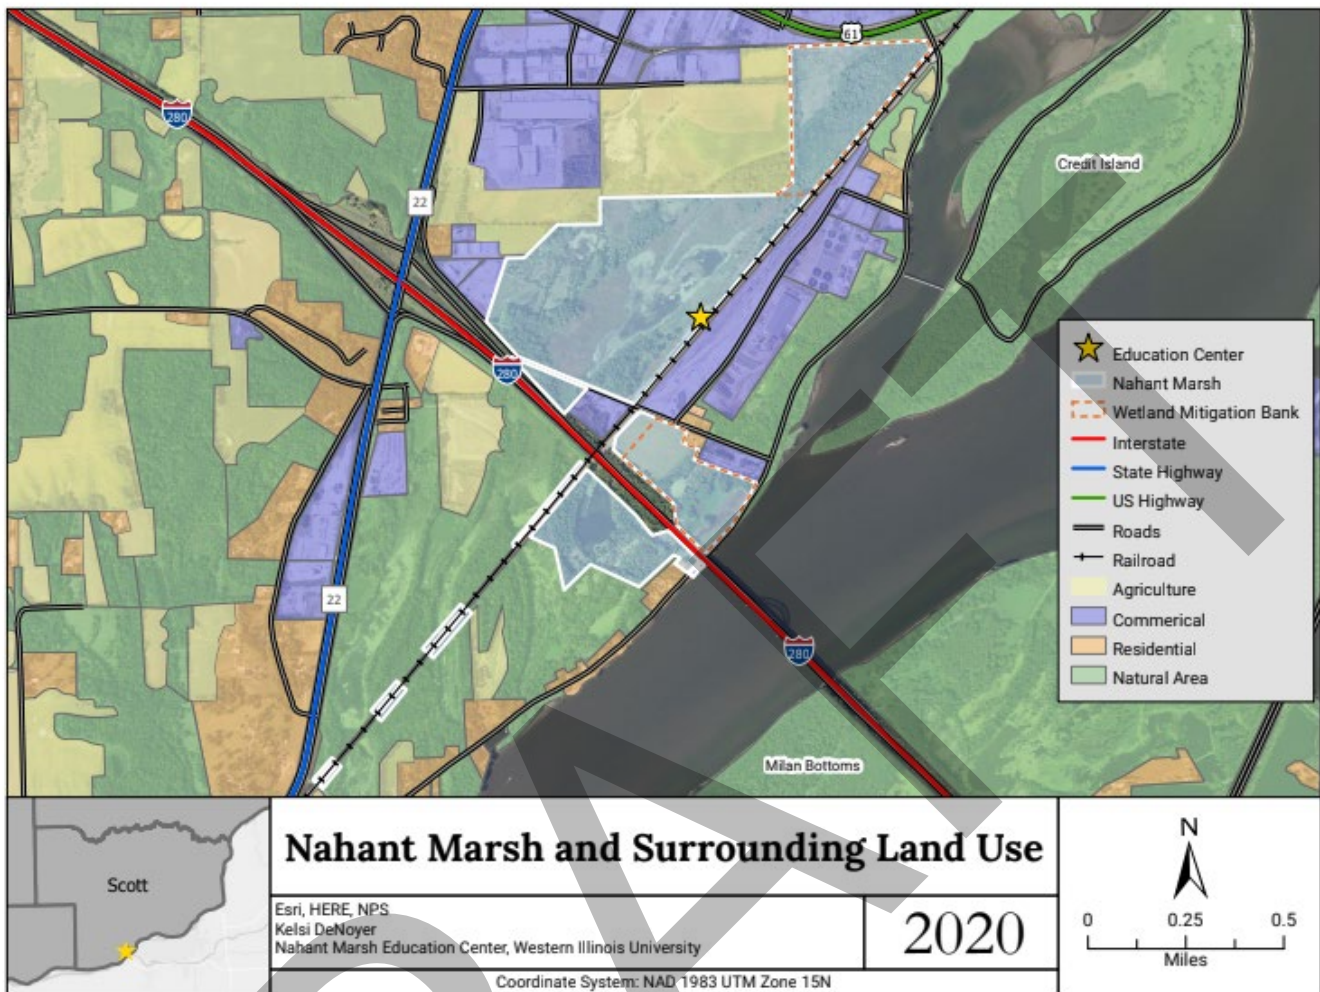 61
280
Credit Island
22
280
Education Center
Nahant Marsh
Wetland Mitigation Bank
Interstate
State Highway
US Highway
Roads
Railroad
Agriculture
Commerical
Residential
Natural Area
22
280
Milan Bottoms
Scott
Nahant Marsh and Surrounding Land Use
Esri, HERE, NPS
Kelsi DeNoyer
Nahant Marsh Education Center, Western Illinois University
2020
Coordinate System: NAD 1983 UTM Zone 15N
N
0 0.25 0.5
Miles
DRAFT